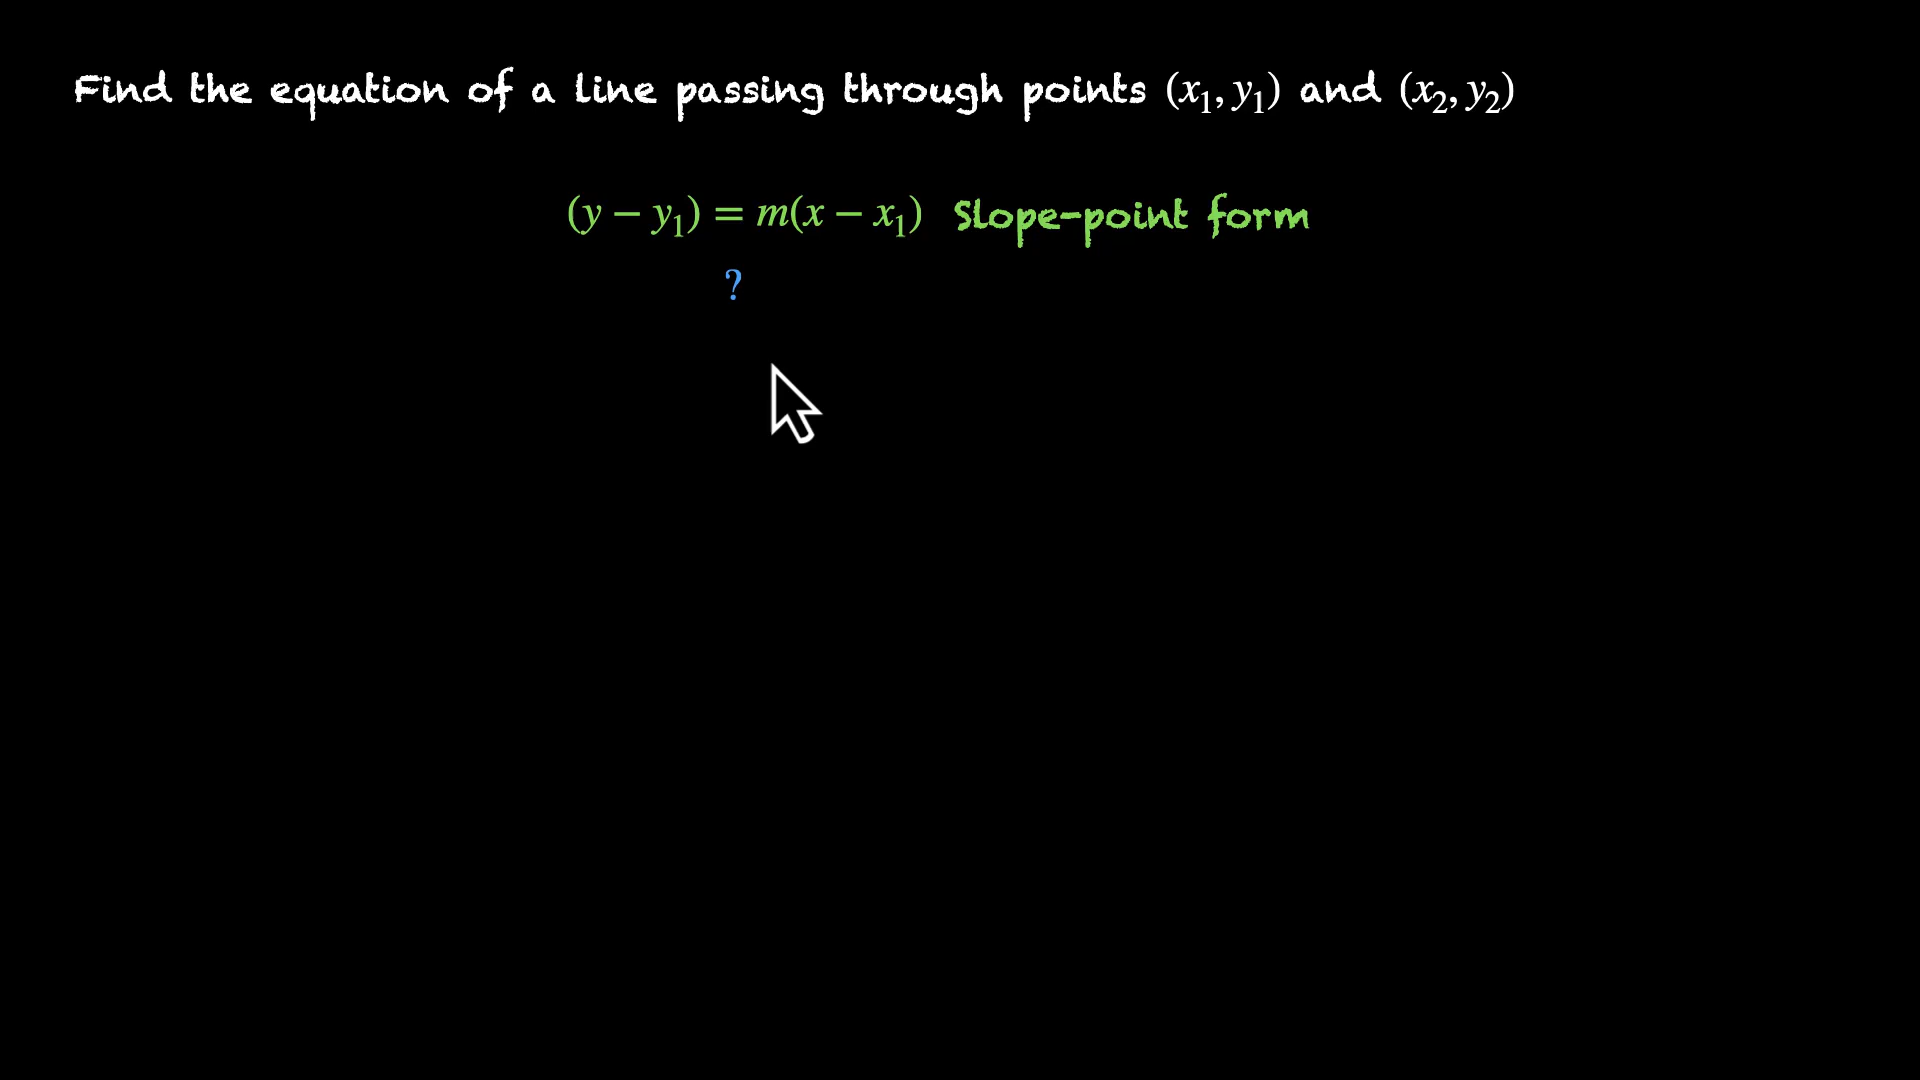 Find the equation of a line passing through points (x₁, y₁) and (x₂, y₂)
(y − y₁) = m(x − x₁) Slope-point form
?